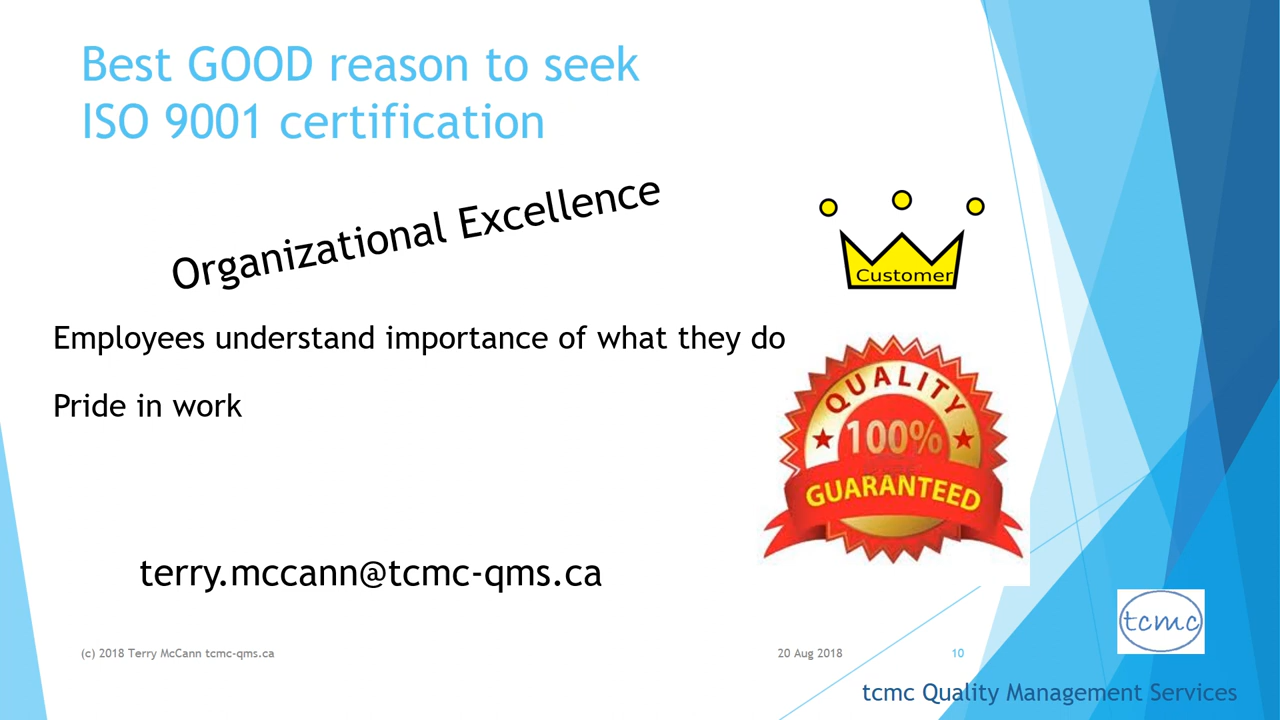 Best GOOD reason to seek
ISO 9001 certification
Organizational Excellence
Customer
Employees understand importance of what they do
Pride in work
QUALITY
100%
GUARANTEED
terry.mccann@tcmc-qms.ca
tcmc
(c) 2018 Terry McCann tcmc-qms.ca
20 Aug 2018
10
tcmc Quality Management Services